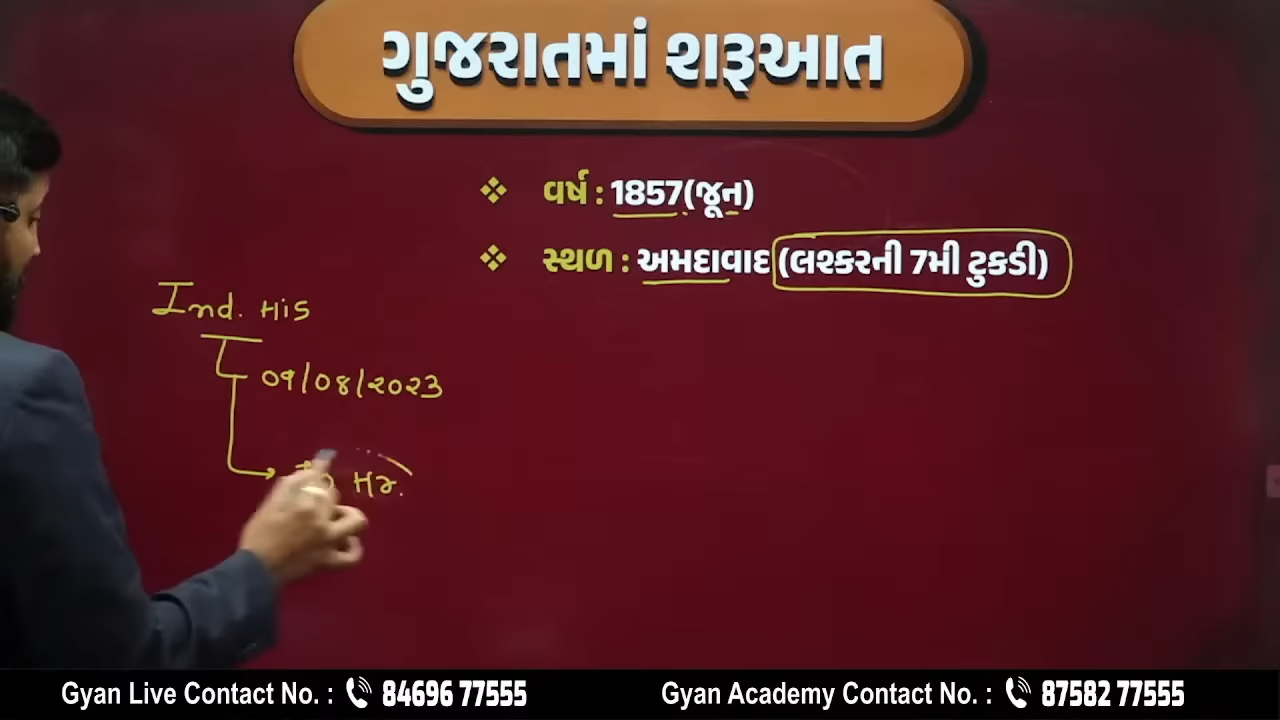 ગુજરાતમાં શરૂઆત
❖ વર્ષ : 1857(જૂન)
❖ સ્થળ : અમદાવાદ (લશ્કરની 7મી ટુકડી)
Ind. His
09/08/2023
Hr.
Gyan Live Contact No. : 84696 77555
Gyan Academy Contact No. : 87582 77555